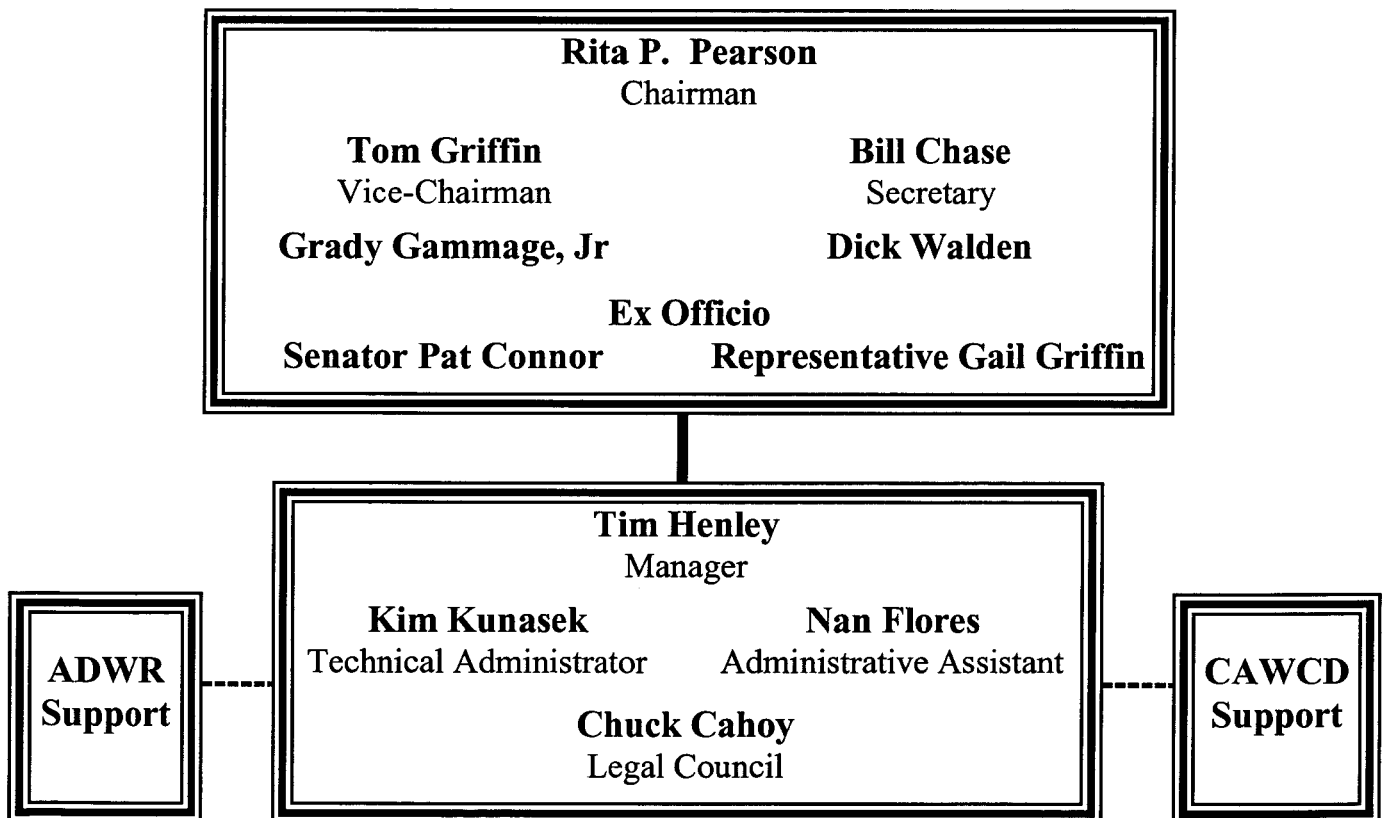 Rita P. Pearson
Chairman
Tom Griffin
Vice-Chairman
Bill Chase
Secretary
Grady Gammage, Jr
Dick Walden
Ex Officio
Senator Pat Connor
Representative Gail Griffin
Tim Henley
Manager
Kim Kunasek
Technical Administrator
Nan Flores
Administrative Assistant
Chuck Cahoy
Legal Council
ADWR
Support
CAWCD
Support